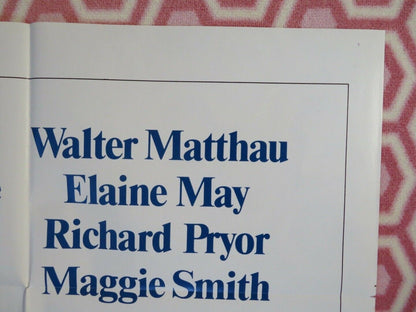 Walter Matthau
Elaine May
Richard Pryor
Maggie Smith